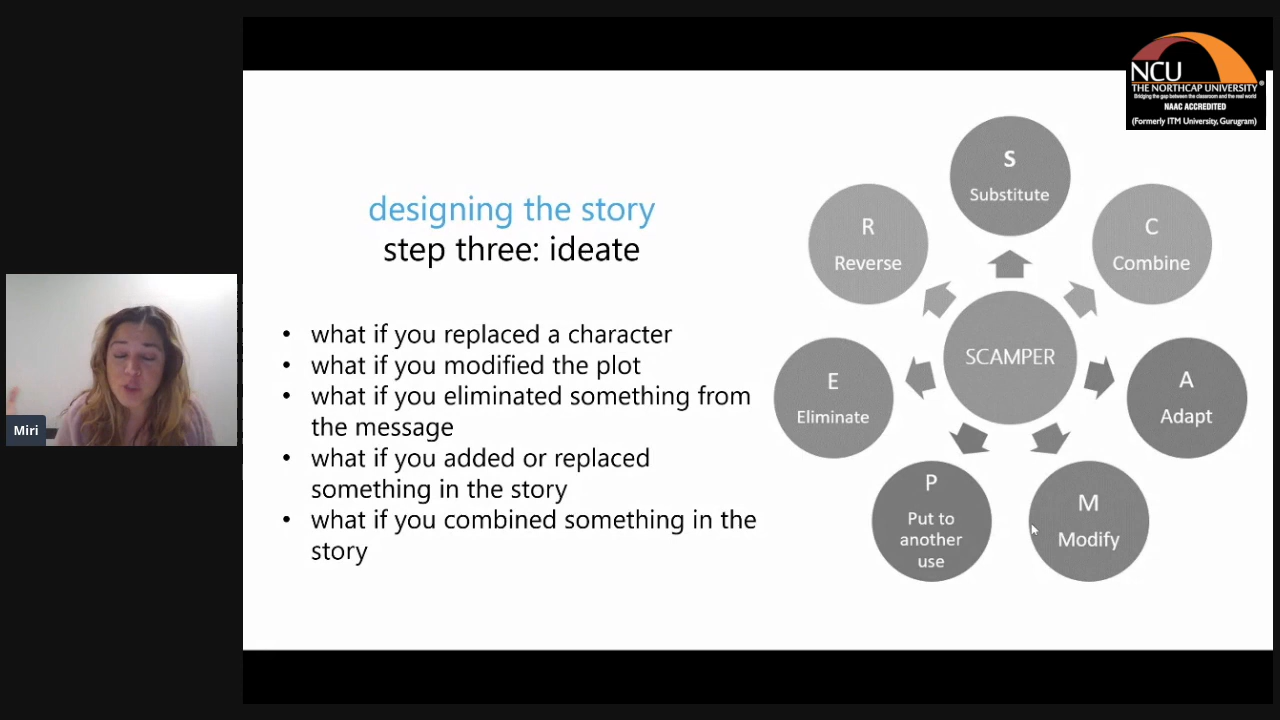 NCU
THE NORTHCAP UNIVERSITY
Bridging the gap between the classroom and the real world
NAAC ACCREDITED
(Formerly ITM University, Gurugram)
designing the story
step three: ideate
• what if you replaced a character
• what if you modified the plot
• what if you eliminated something from
the message
• what if you added or replaced
something in the story
• what if you combined something in the
story
SCAMPER
S
Substitute
C
Combine
A
Adapt
M
Modify
P
Put to
another
use
E
Eliminate
R
Reverse
Miri